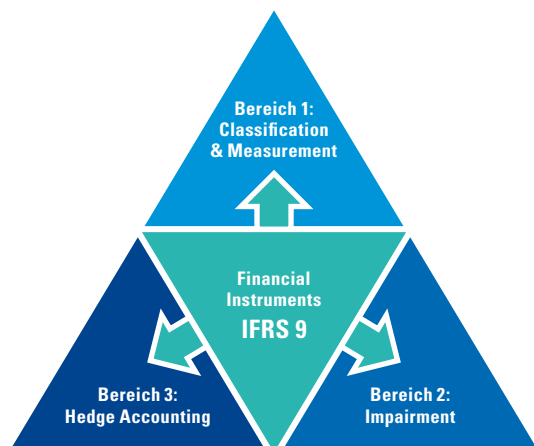 Bereich 1:
Classification
& Measurement
Financial
Instruments
IFRS 9
Bereich 3:
Hedge Accounting
Bereich 2:
Impairment